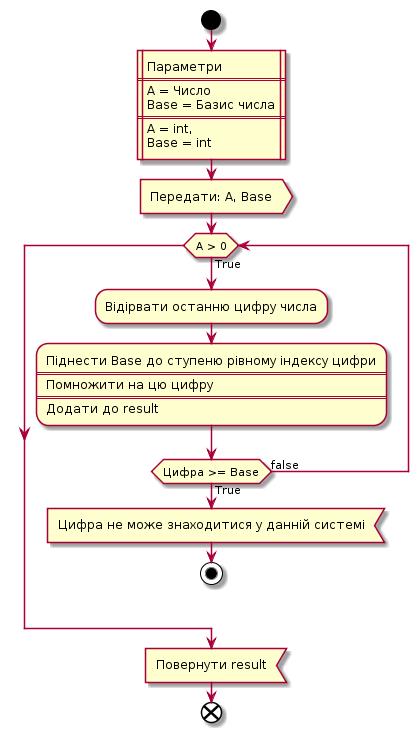 Параметри
A = Число
Base = Базис числа
A = int,
Base = int
Передати: A, Base
A > 0
True
Відірвати останню цифру числа
Піднести Base до ступеню рівному індексу цифри
Помножити на цю цифру
Додати до result
Цифра >= Base
false
True
Цифра не може знаходитися у данній системі
Повернути result